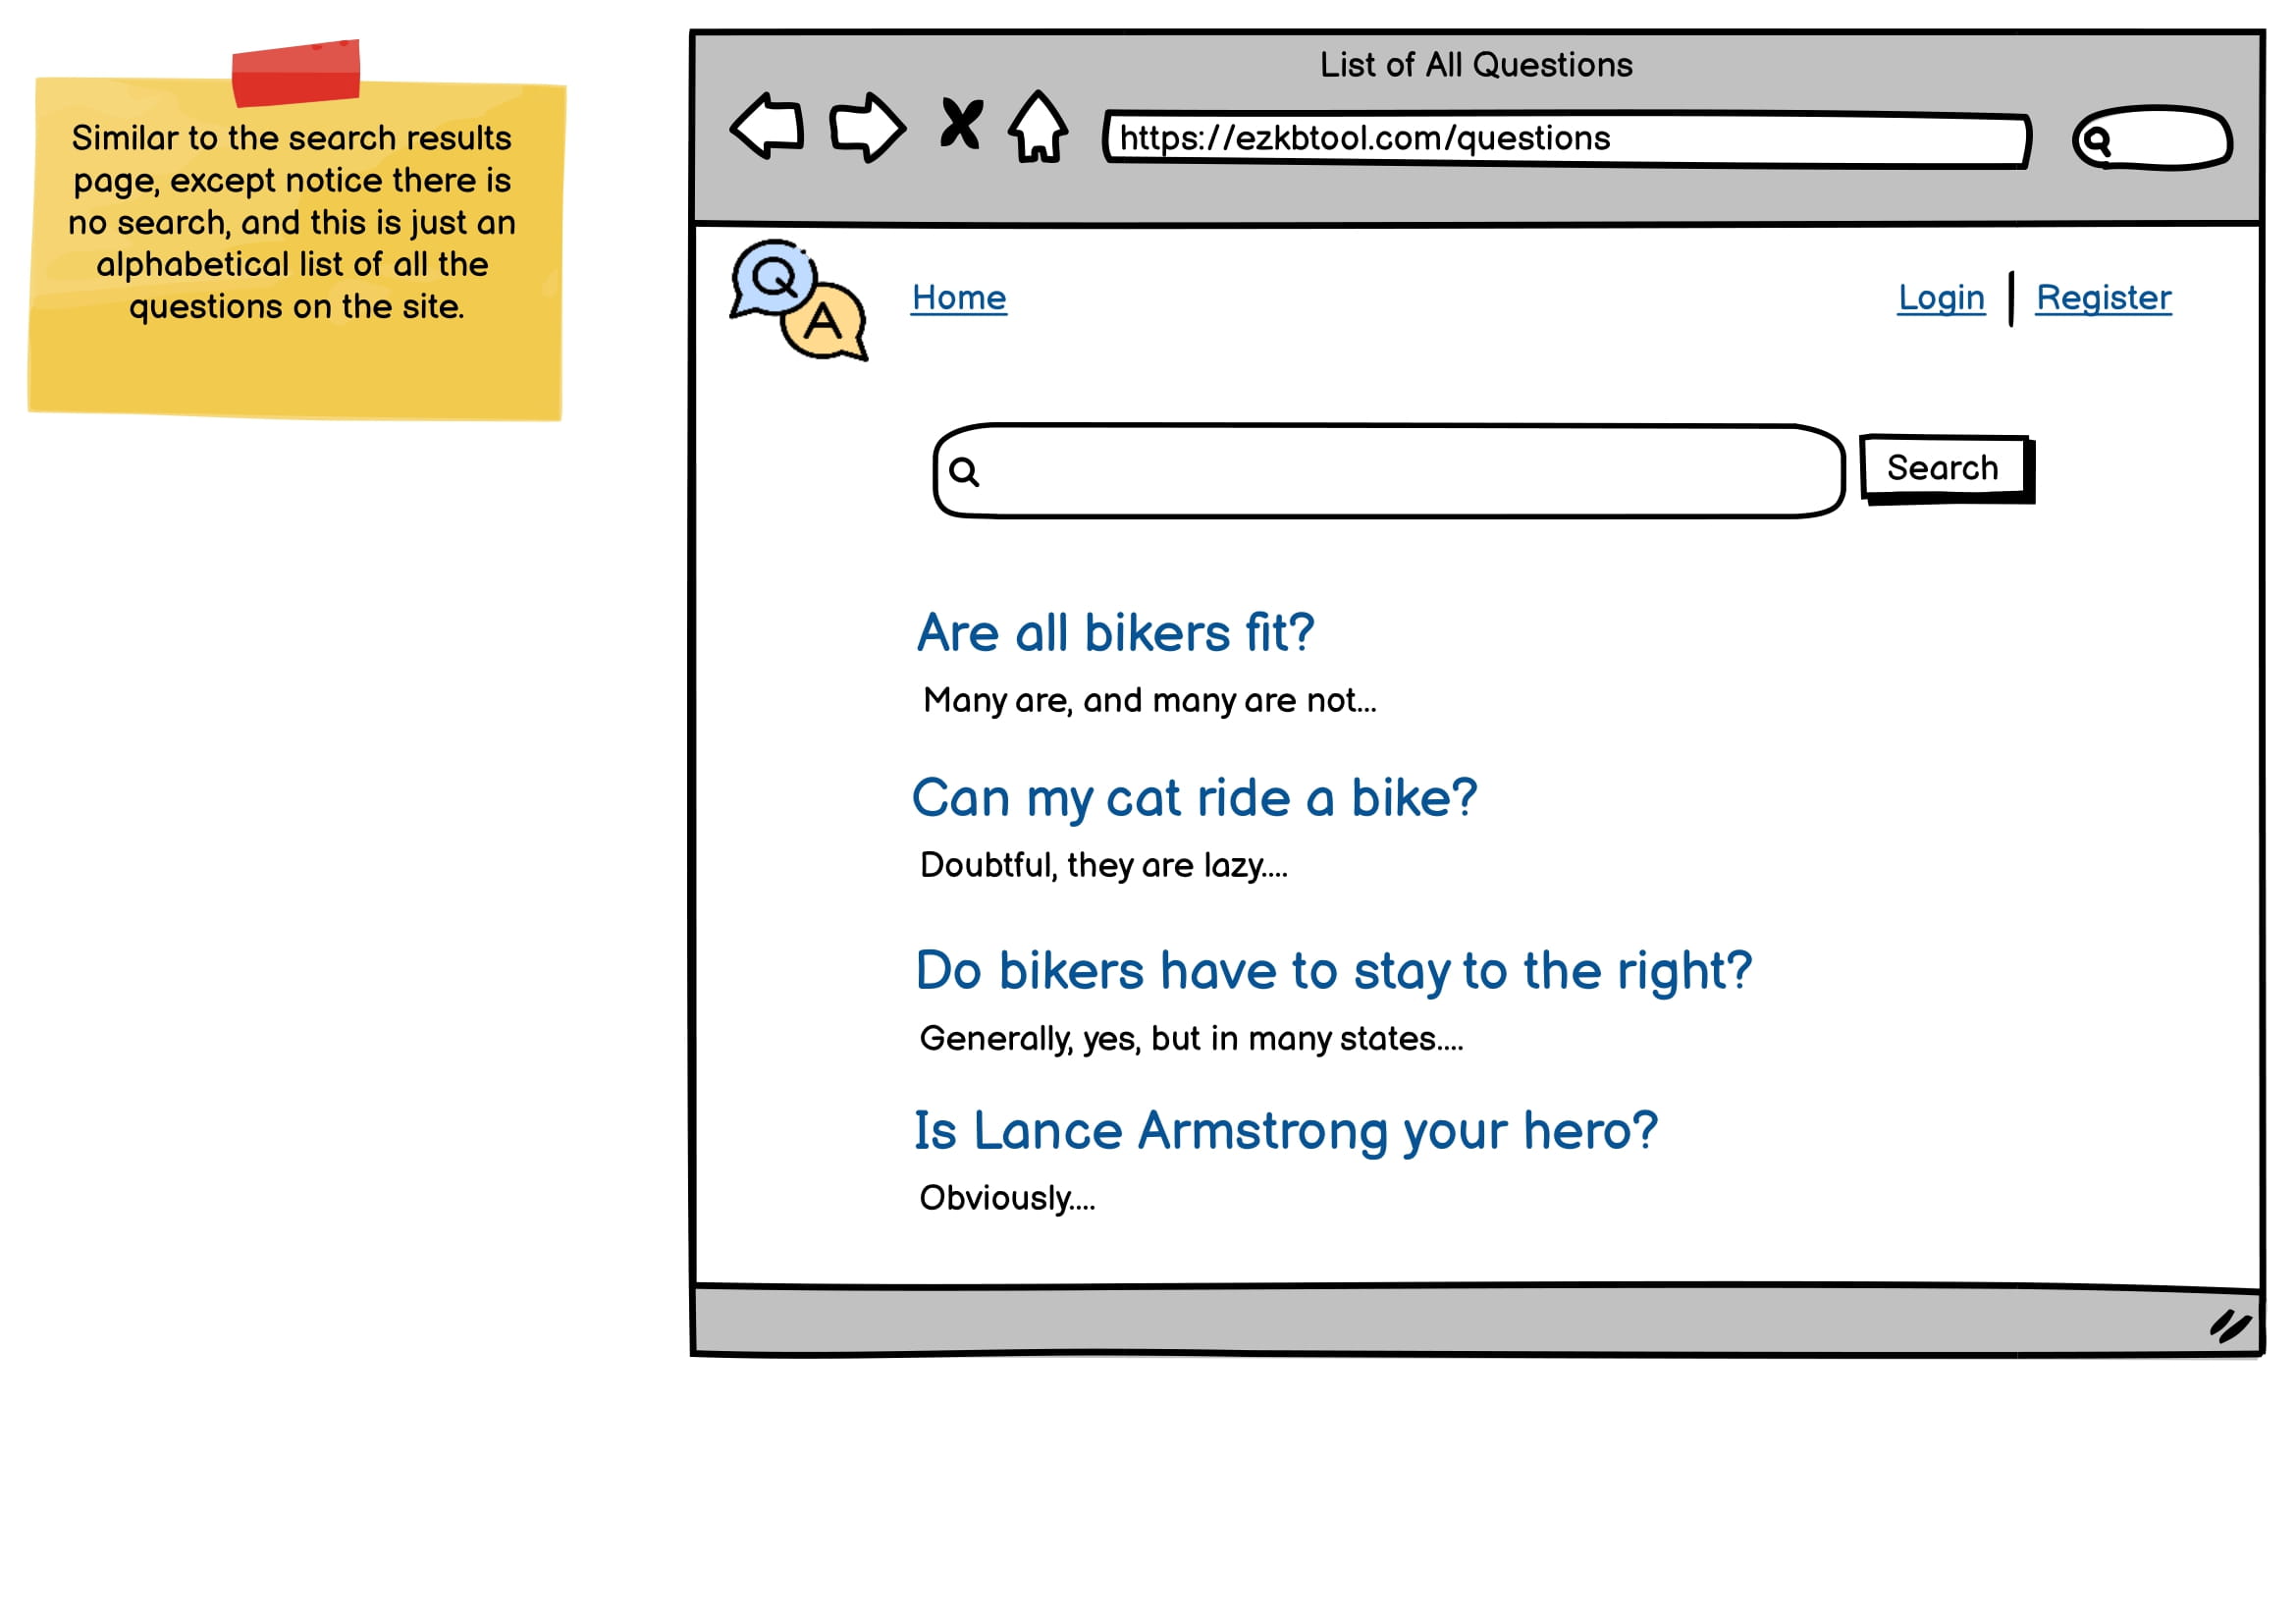 Similar to the search results
page, except notice there is
no search, and this is just an
alphabetical list of all the
questions on the site.
List of All Questions
https://ezkbtool.com/questions
Q
A
Home
Login
Register
Search
Are all bikers fit?
Many are, and many are not...
Can my cat ride a bike?
Doubtful, they are lazy....
Do bikers have to stay to the right?
Generally, yes, but in many states....
Is Lance Armstrong your hero?
Obviously....